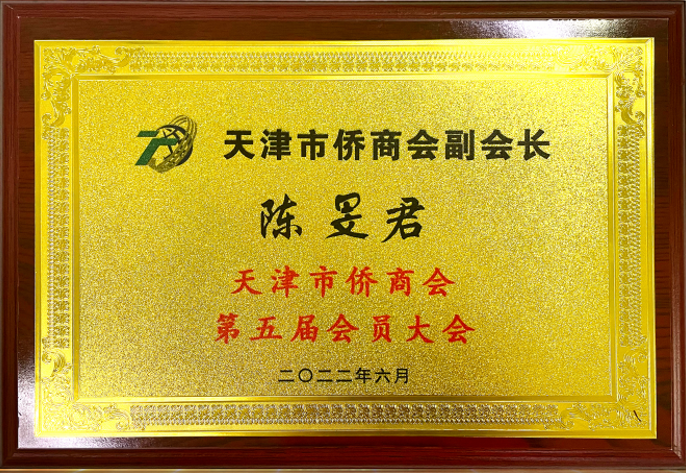 天津市侨商会副会长
陈旻君
天津市侨商会
第五届会员大会
二〇二二年六月